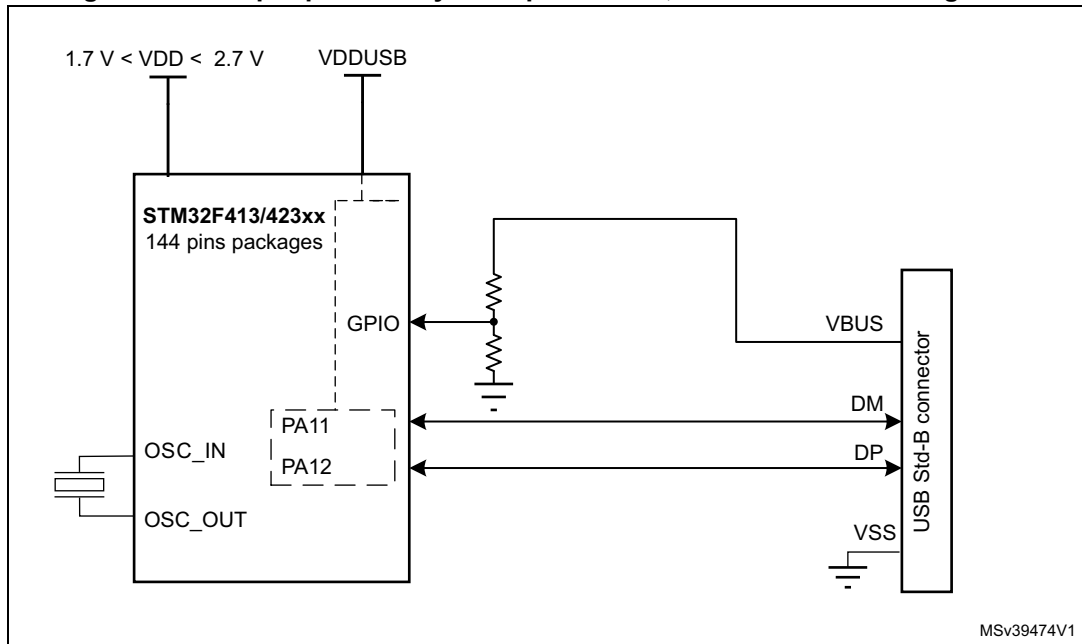 1.7 V < VDD < 2.7 V
VDDUSB
STM32F413/423xx
144 pins packages
GPIO
VBUS
DM
PA11
DP
PA12
OSC_IN
OSC_OUT
VSS
USB Std-B connector
MSv39474V1